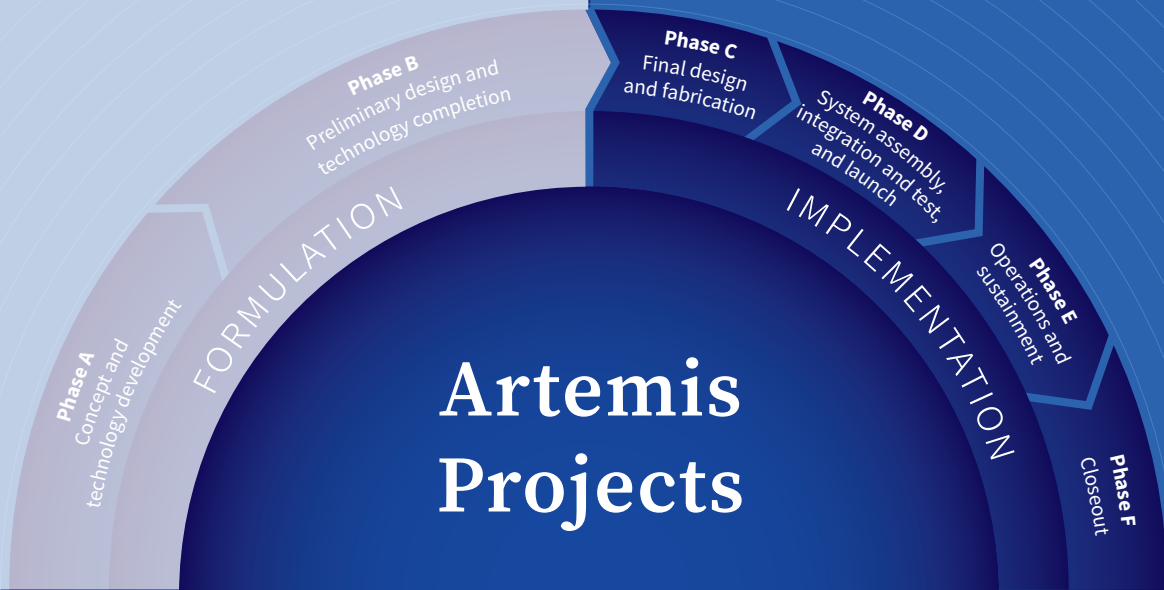 Phase A
Concept and
technology development
Phase B
Preliminary design and
technology completion
FORMULATION
Phase C
Final design
and fabrication
Phase D
System assembly,
integration and test,
and launch
Phase E
Operations and
sustainment
Phase F
Closeout
IMPLEMENTATION
Artemis
Projects